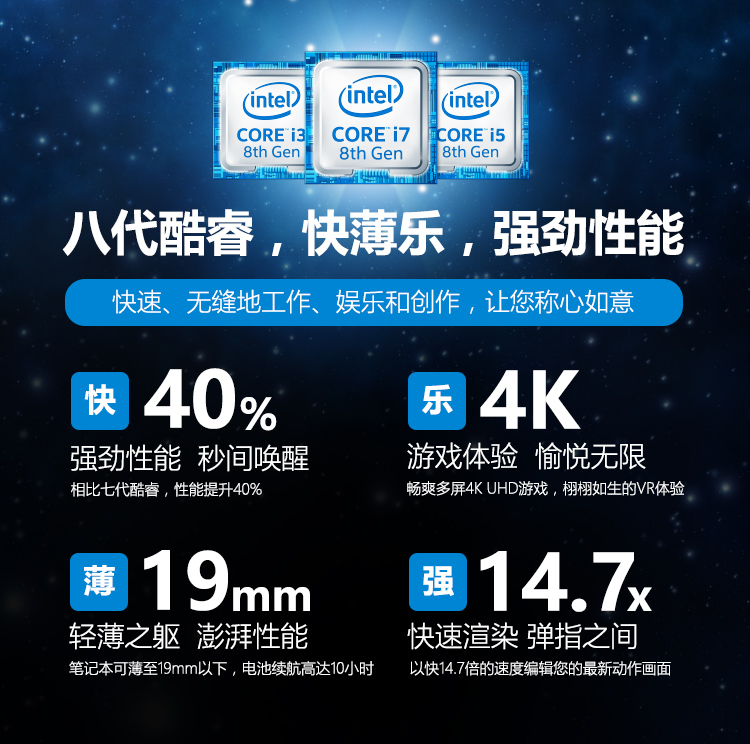 intel
CORE i3
8th Gen
intel
CORE™ i7
8th Gen
intel
CORE™ i5
8th Gen
八代酷睿，快薄乐，强劲性能
快速、无缝地工作、娱乐和创作，让您称心如意
快 40%
强劲性能 秒间唤醒
相比七代酷睿，性能提升40%
乐 4K
游戏体验 愉悦无限
畅爽多屏4K UHD游戏，栩栩如生的VR体验
薄 19mm
轻薄之躯 澎湃性能
笔记本可薄至19mm以下，电池续航高达10小时
强 14.7x
快速渲染 弹指之间
以快14.7倍的速度编辑您的最新动作画面